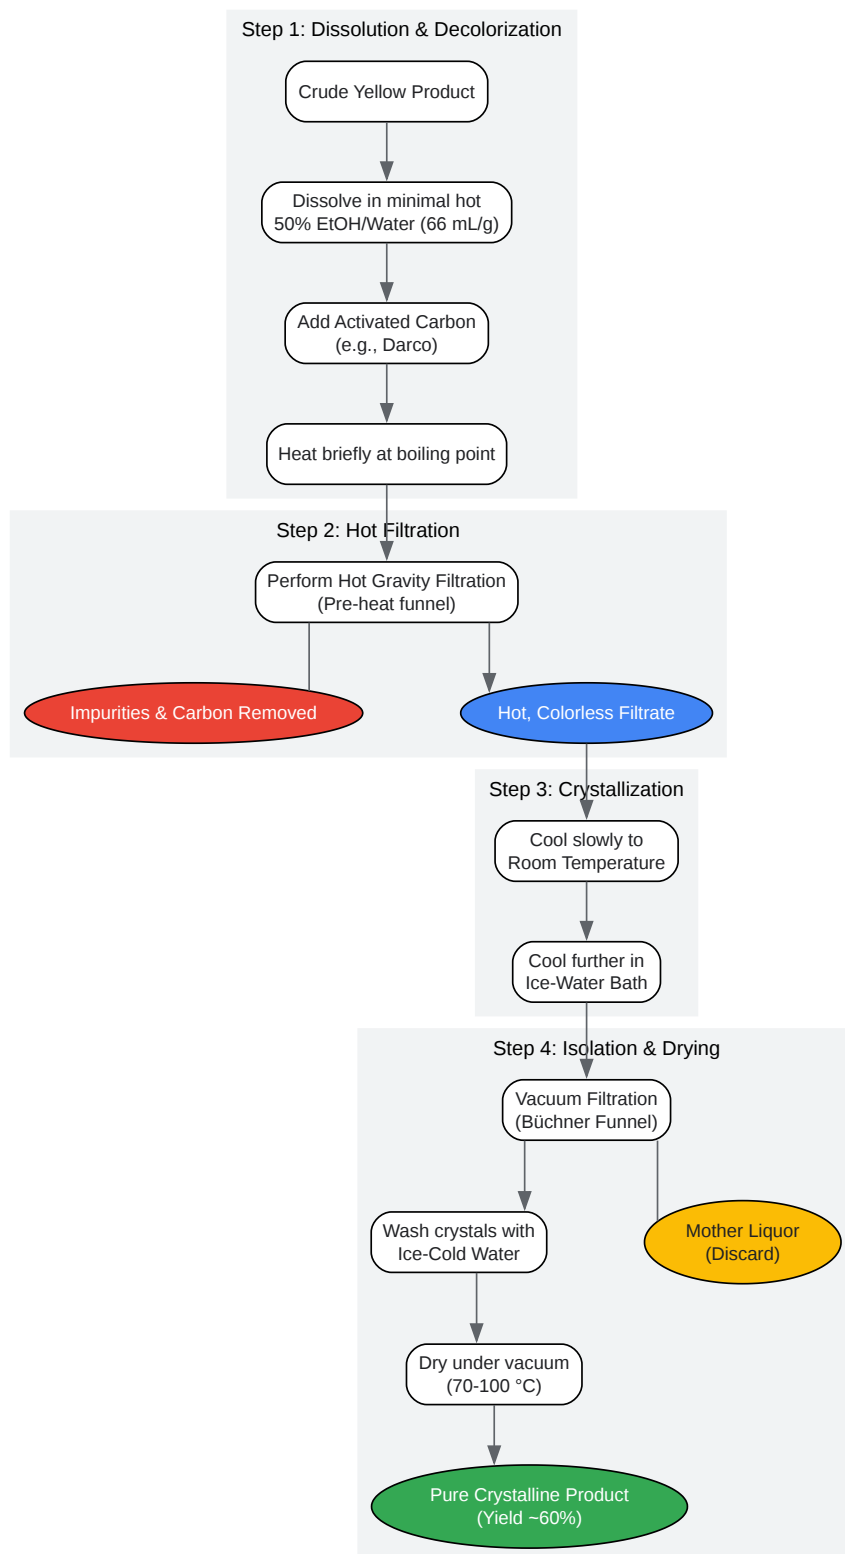 Step 1: Dissolution & Decolorization
Crude Yellow Product
Dissolve in minimal hot
50% EtOH/Water (66 mL/g)
Add Activated Carbon
(e.g., Darco)
Heat briefly at boiling point
Step 2: Hot Filtration
Perform Hot Gravity Filtration
(Pre-heat funnel)
Impurities & Carbon Removed
Hot, Colorless Filtrate
Step 3: Crystallization
Cool slowly to
Room Temperature
Cool further in
Ice-Water Bath
Step 4: Isolation & Drying
Vacuum Filtration
(Büchner Funnel)
Wash crystals with
Ice-Cold Water
Mother Liquor
(Discard)
Dry under vacuum
(70-100 °C)
Pure Crystalline Product
(Yield ~60%)